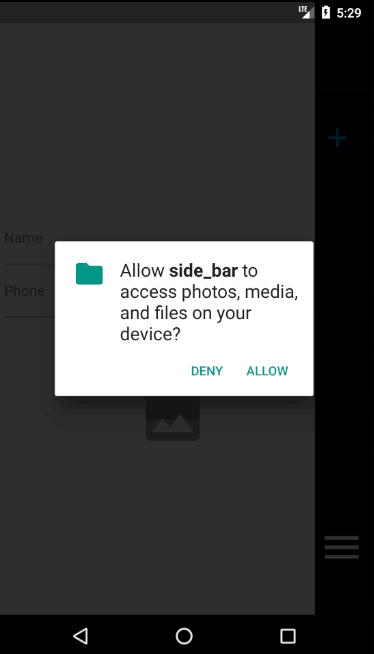 LTE 5:29
Name
Phone
Allow side_bar to
access photos, media,
and files on your
device?
DENY ALLOW